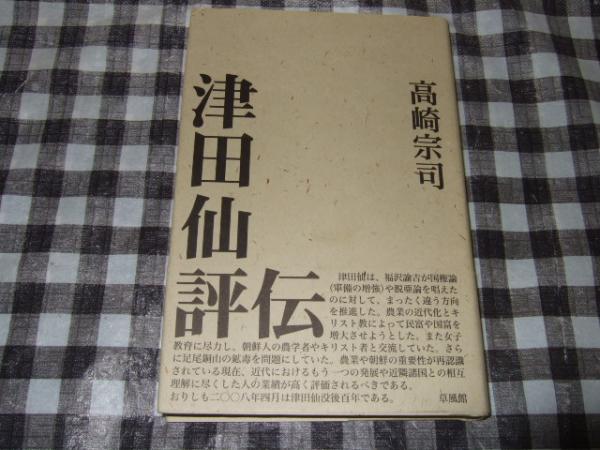 高崎宗司
津田仙
評伝
津田仙は、福沢諭吉が国権論
(軍備の増強)や脱亜論を唱えた
のに対して、まったく違う方向
を推進した。農業の近代化とキ
リスト教によって民富や国富を
増大させようとした。また女子
教育に尽力し、朝鮮人の農学者やキリスト者と交流していた。さら
に足尾銅山の鉱毒を問題にしていた。農業や朝鮮の重要性が再認識
されている現在、近代におけるもう一つの発展や近隣諸国との相互
理解に尽くした人の業績が高く評価されるべきである。
おりしも二〇〇八年四月は津田仙没後百年である。
草風館